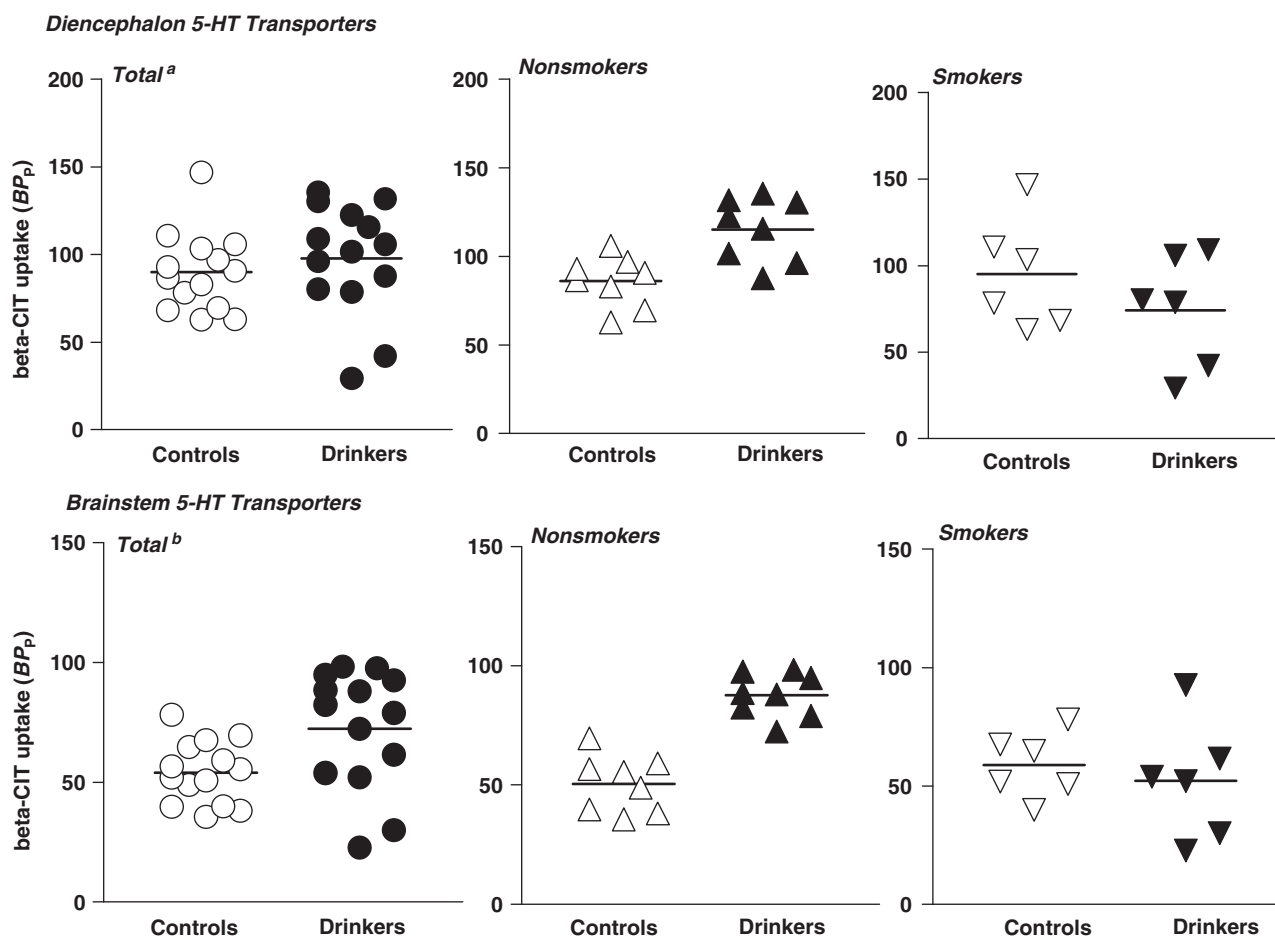 Diencephalon 5-HT Transporters
Total a
Nonsmokers
Smokers
beta-CIT uptake (BPP)
200
150
100
50
0
Controls
Drinkers
200
150
100
50
0
Controls
Drinkers
200
150
100
50
0
Controls
Drinkers
Brainstem 5-HT Transporters
Total b
Nonsmokers
Smokers
beta-CIT uptake (BPP)
150
100
50
0
Controls
Drinkers
150
100
50
0
Controls
Drinkers
150
100
50
0
Controls
Drinkers